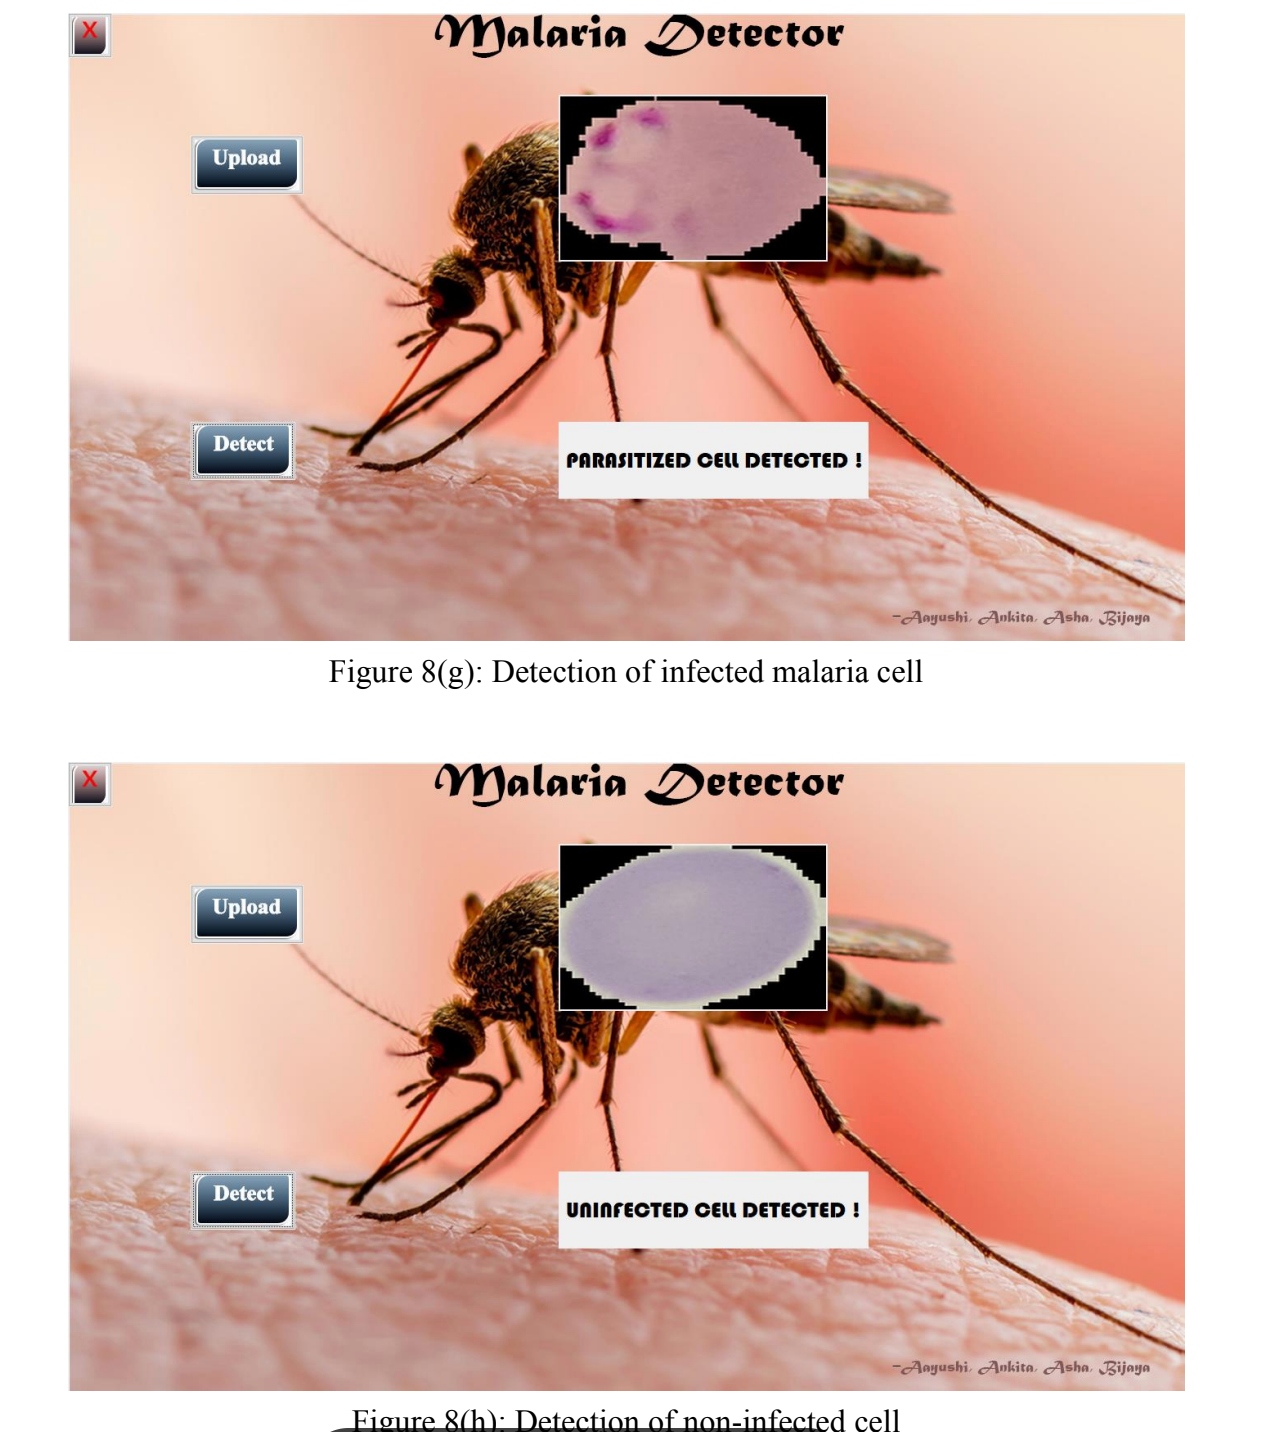 X
Malaria Detector
Upload
Detect
PARASITIZED CELL DETECTED !
-Aayushi, Ankita, Asha, Bijaya
Figure 8(g): Detection of infected malaria cell
X
Malaria Detector
Upload
Detect
UNINFECTED CELL DETECTED !
-Aayushi, Ankita, Asha, Bijaya
Figure 8(h): Detection of non-infected cell